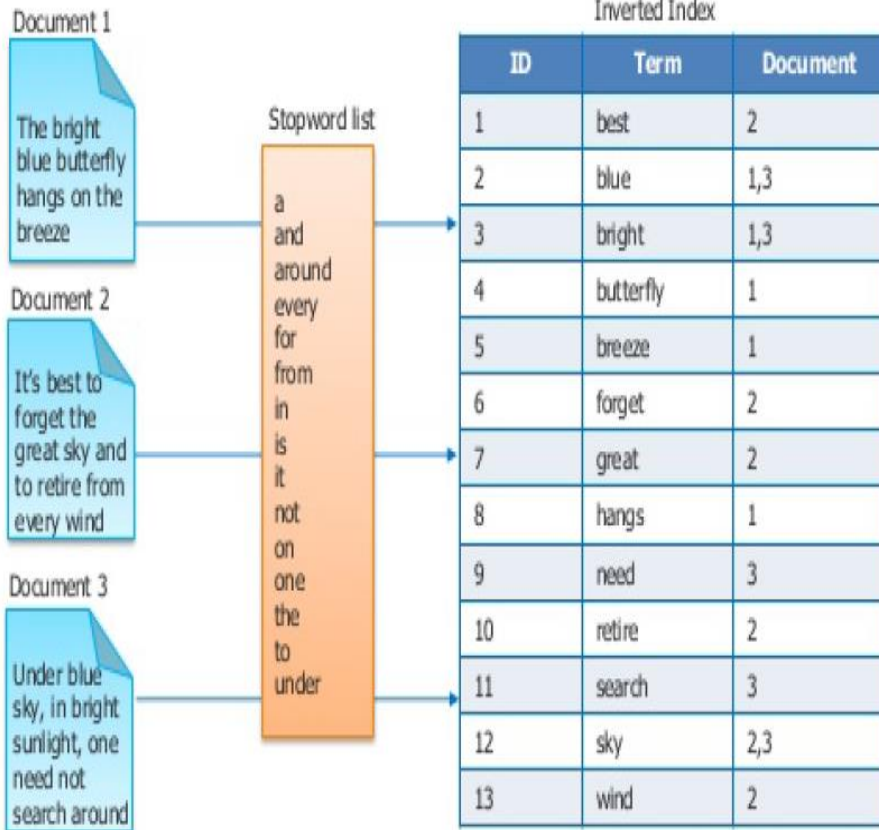 Document 1
The bright
blue butterfly
hangs on the
breeze
Document 2
It's best to
forget the
great sky and
to retire from
every wind
Document 3
Under blue
sky, in bright
sunlight, one
need not
search around
Stopword list
a
and
around
every
for
from
in
is
it
not
on
one
the
to
under
Inverted Index
ID Term Document
1 best 2
2 blue 1,3
3 bright 1,3
4 butterfly 1
5 breeze 1
6 forget 2
7 great 2
8 hangs 1
9 need 3
10 retire 2
11 search 3
12 sky 2,3
13 wind 2